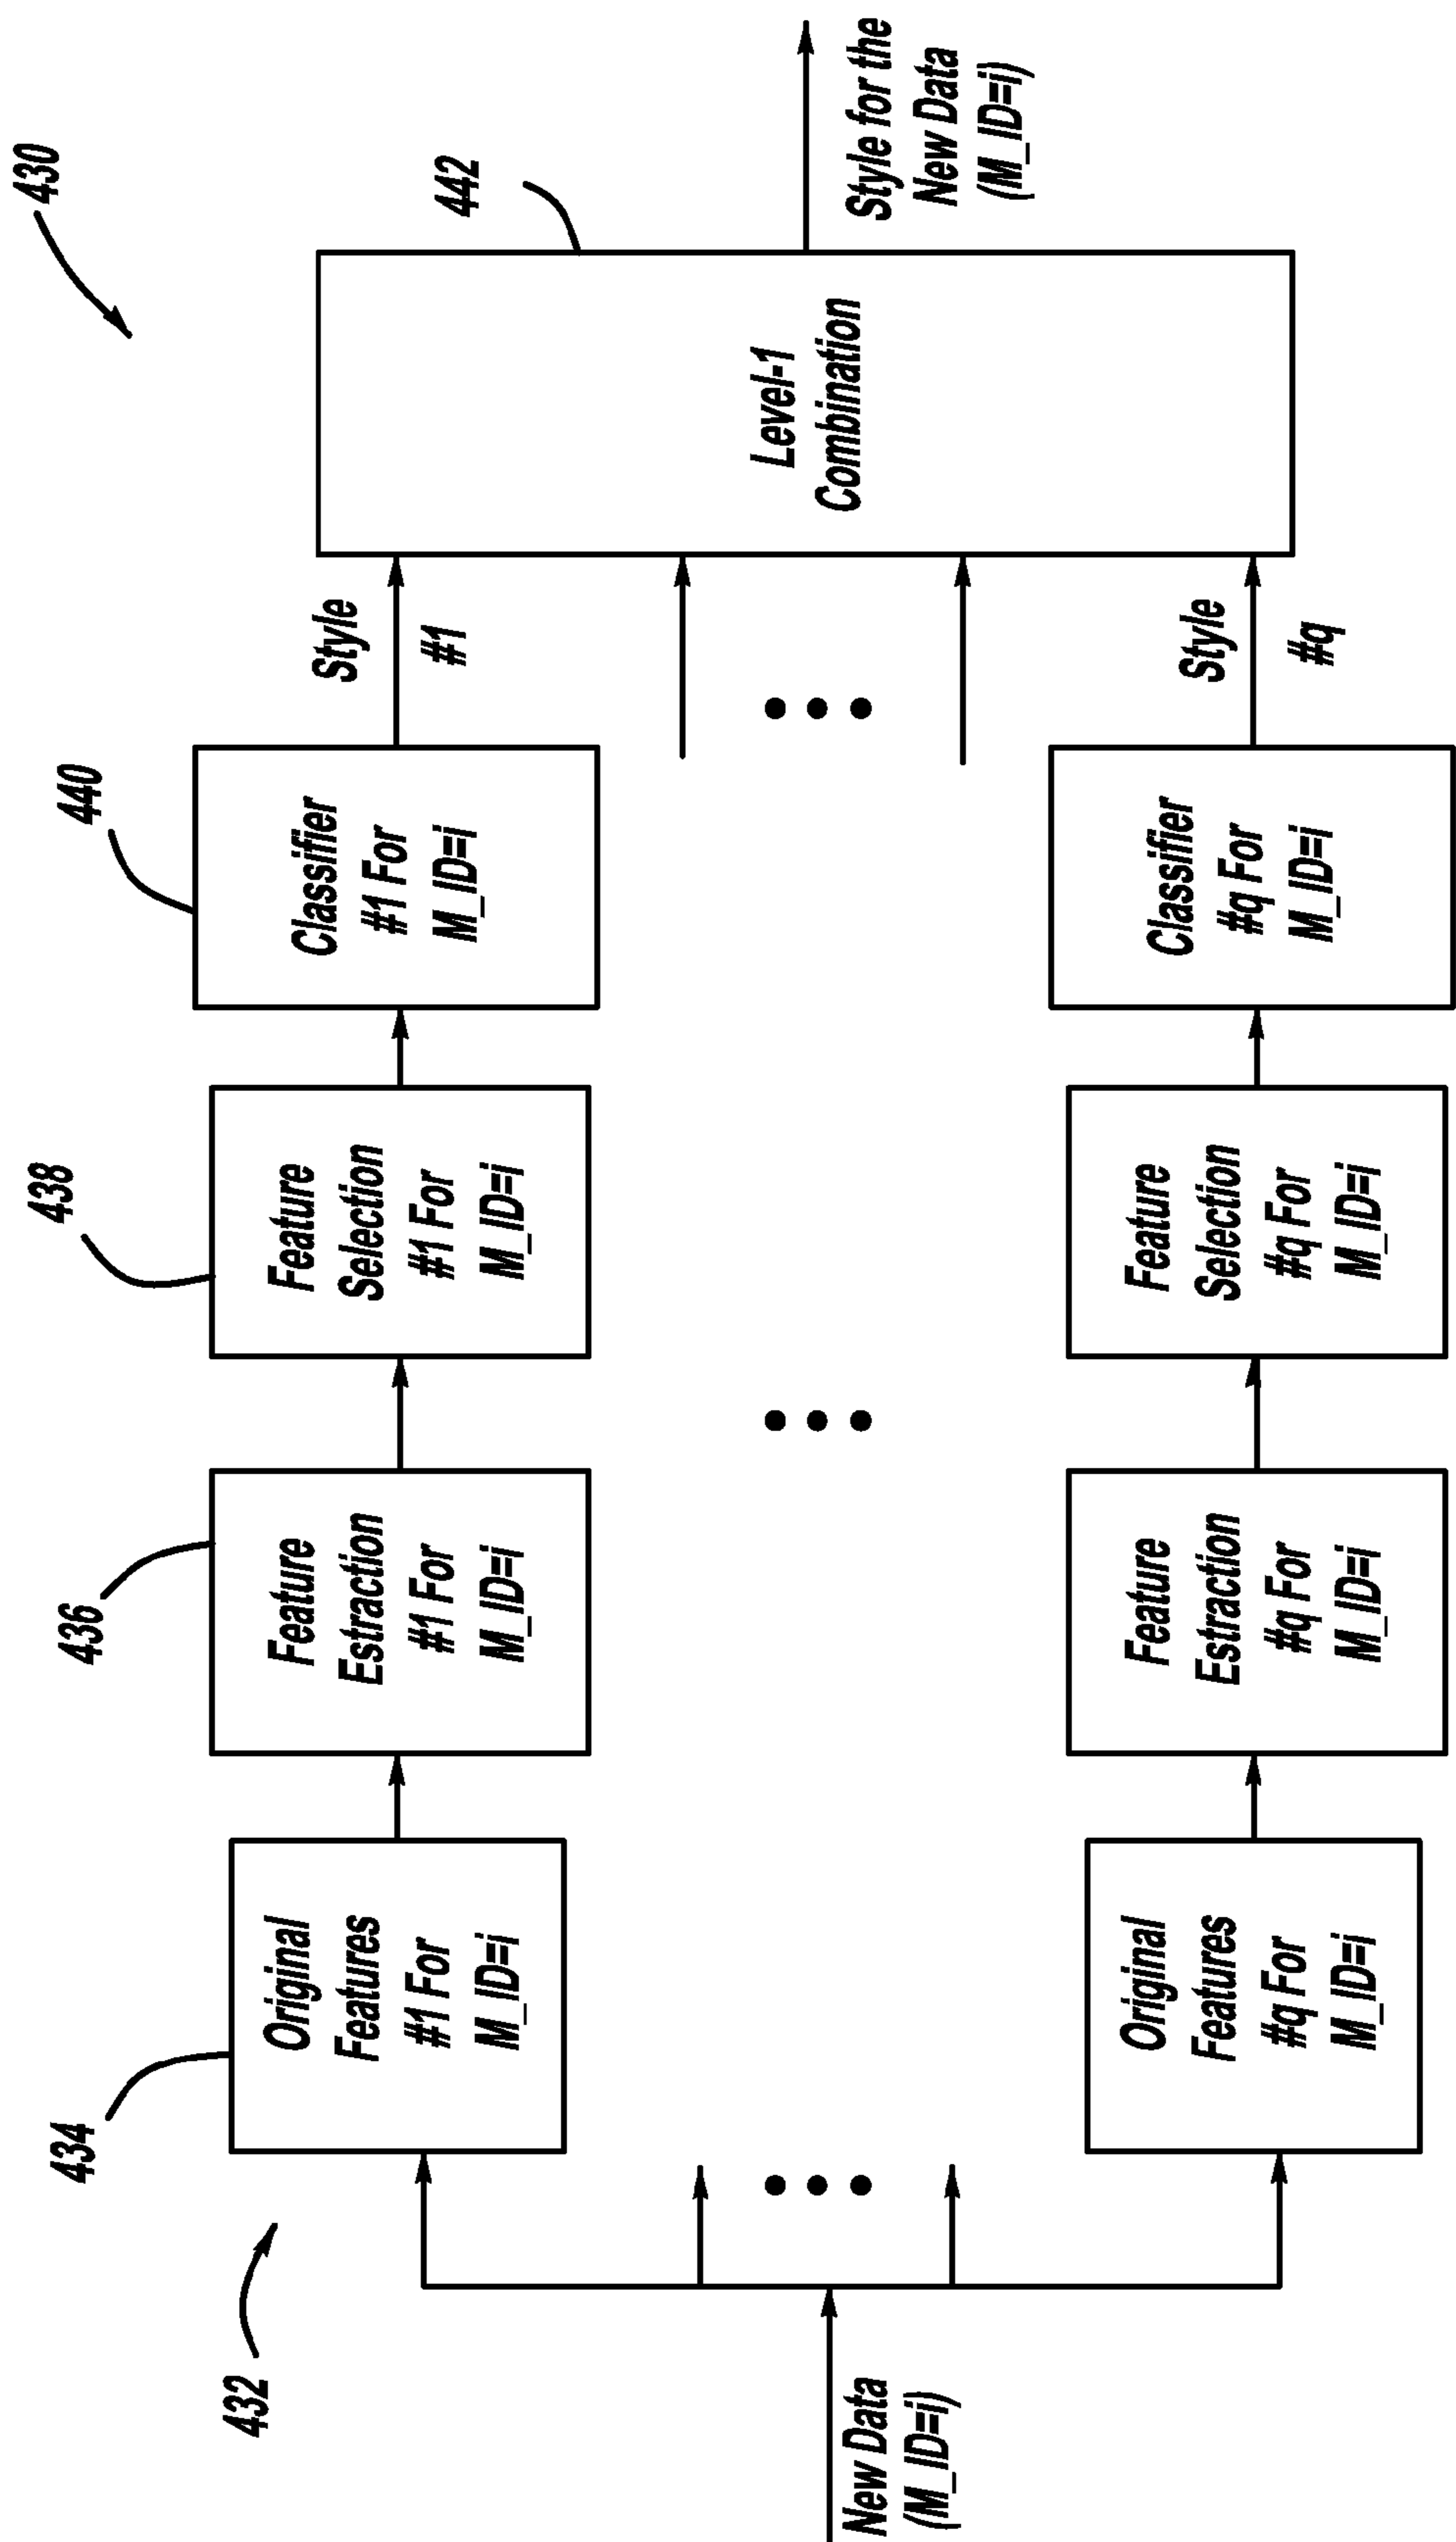 430
432
New Data
(M_ID=i)
434
Original
Features
#1 For
M_ID=i
436
Feature
Estraction
#1 For
M_ID=i
438
Feature
Selection
#1 For
M_ID=i
440
Classifier
#1 For
M_ID=i
Style
#1
Original
Features
#q For
M_ID=i
Feature
Estraction
#q For
M_ID=i
Feature
Selection
#q For
M_ID=i
Classifier
#q For
M_ID=i
Style
#q
442
Level-1
Combination
Style for the
New Data
(M_ID=i)